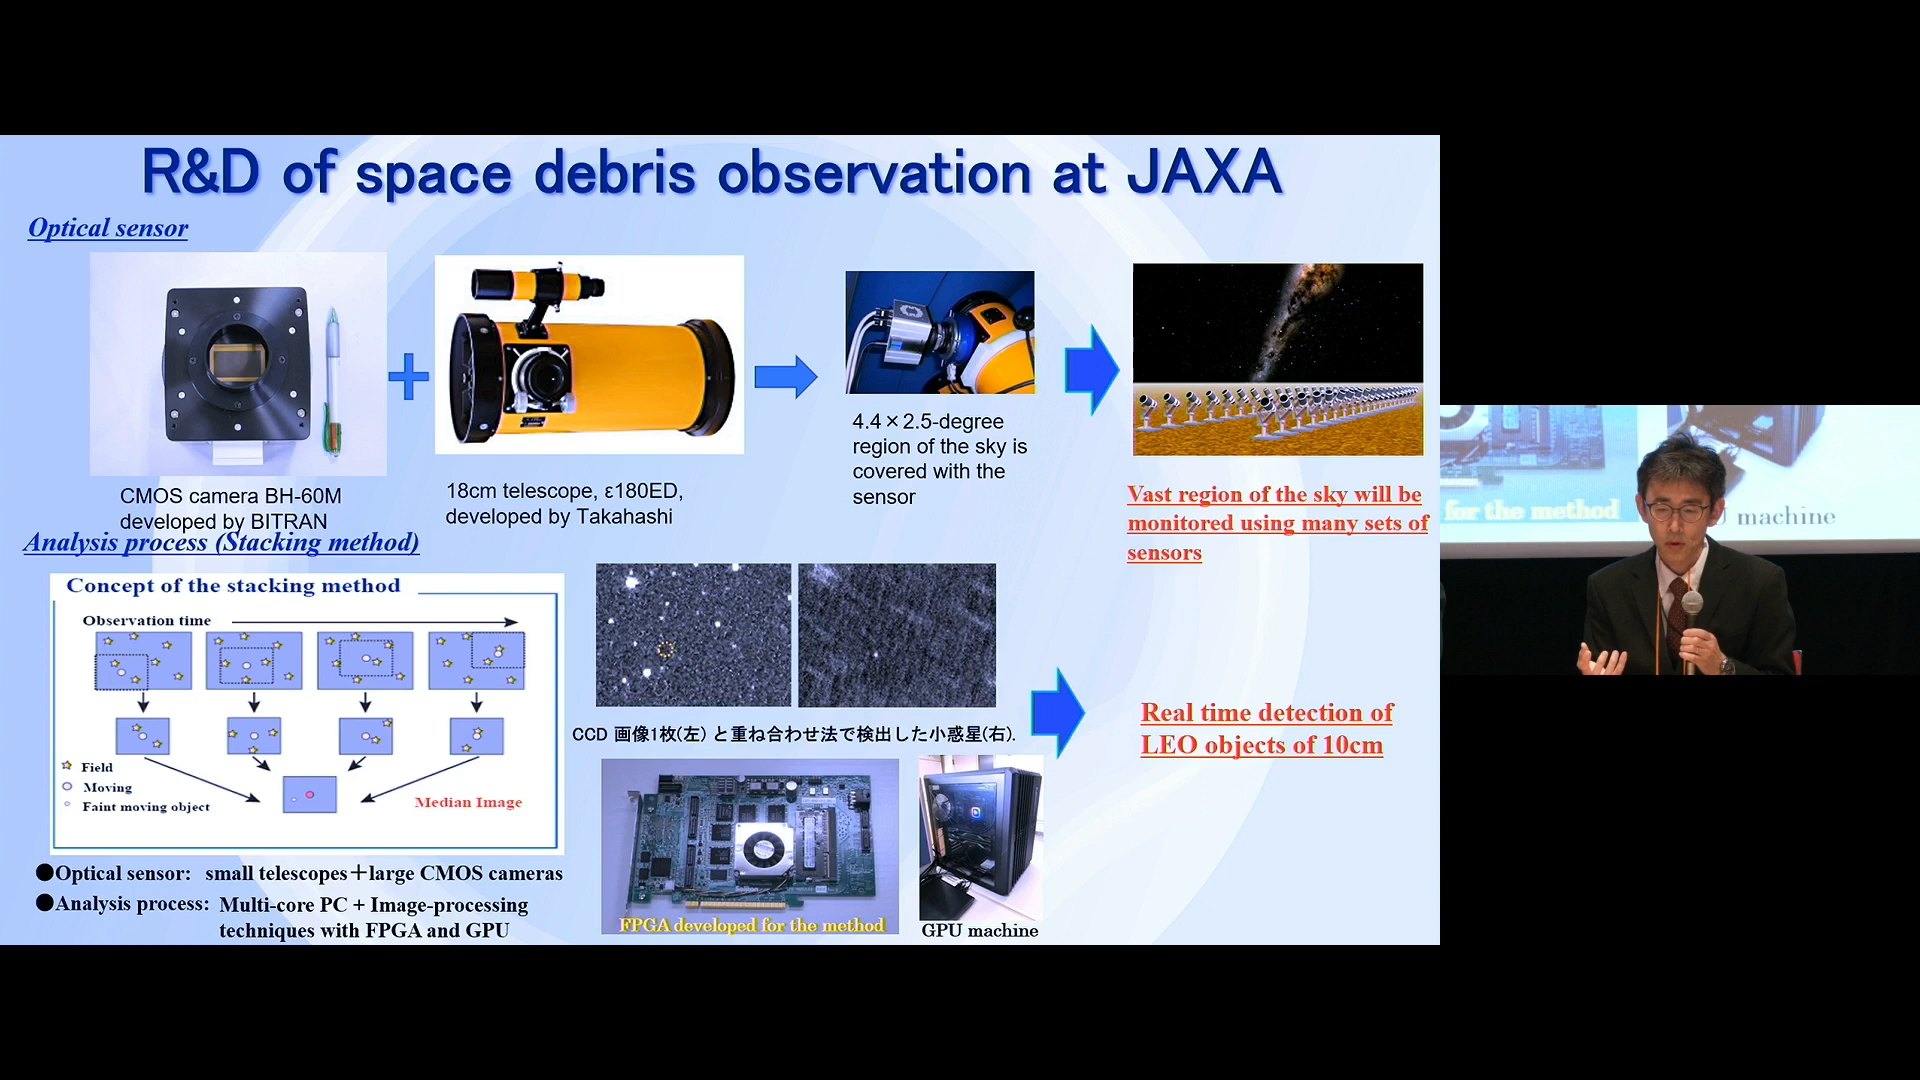 R&D of space debris observation at JAXA
Optical sensor
CMOS camera BH-60M
developed by BITRAN
18cm telescope, ε180ED,
developed by Takahashi
4.4×2.5-degree
region of the sky is
covered with the
sensor
Vast region of the sky will be
monitored using many sets of
sensors
Analysis process (Stacking method)
Concept of the stacking method
Observation time
Field
Moving
Faint moving object
Median Image
CCD 画像1枚(左) と重ね合わせ法で検出した小惑星(右).
Real time detection of
LEO objects of 10cm
FPGA developed for the method
GPU machine
●Optical sensor: small telescopes+large CMOS cameras
●Analysis process: Multi-core PC + Image-processing
techniques with FPGA and GPU
for the method
machine